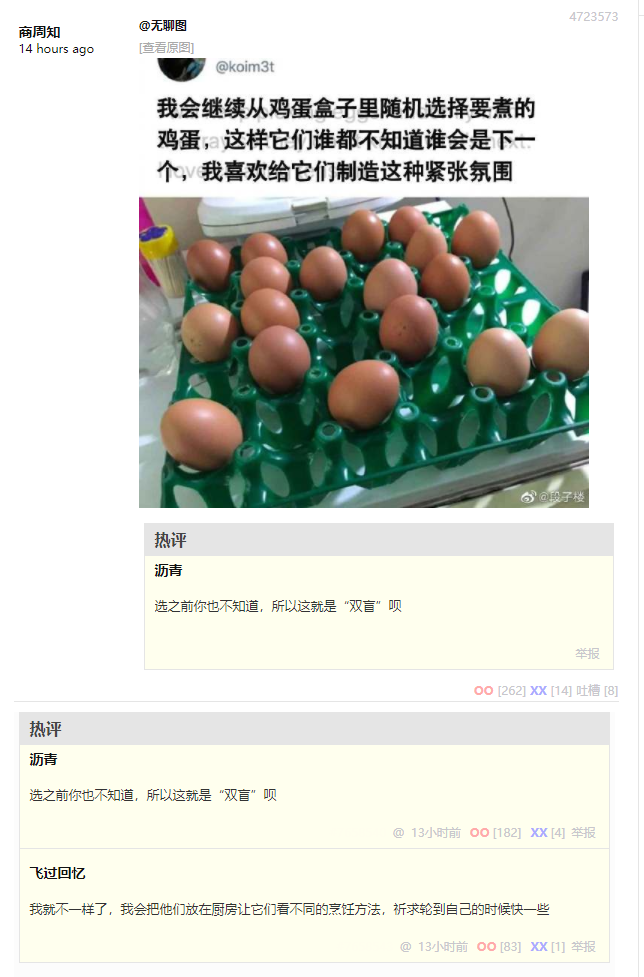 商周知
14 hours ago
@无聊图
4723573
[查看原图]
@koim3t
我会继续从鸡蛋盒子里随机选择要煮的
鸡蛋，这样它们谁都不知道谁会是下一
个，我喜欢给它们制造这种紧张氛围
@段子楼
热评
沥青
选之前你也不知道，所以这就是“双盲”呗
举报
OO [262] XX [14] 吐槽 [8]
热评
沥青
选之前你也不知道，所以这就是“双盲”呗
@ 13小时前 OO [182] XX [4] 举报
飞过回忆
我就不一样了，我会把他们放在厨房让它们看不同的烹饪方法，祈求轮到自己的时候快一些
@ 13小时前 OO [83] XX [1] 举报